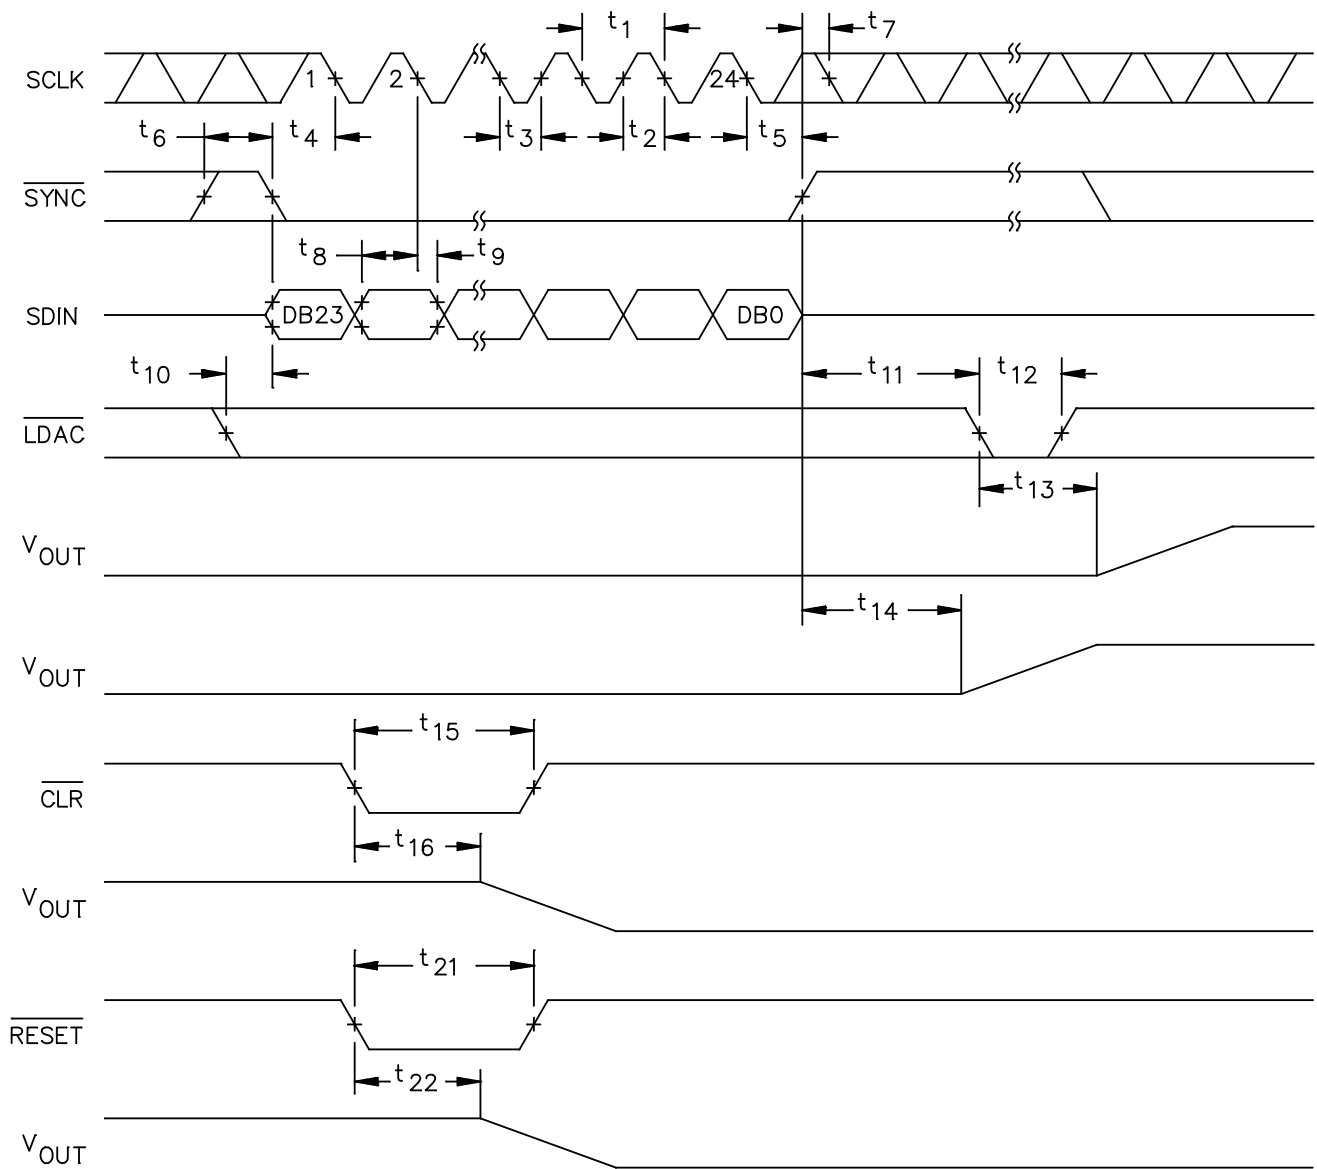 t1 t7
SCLK 1 2 24
t6 t4 t3 t2 t5
SYNC
t8 t9
SDIN DB23 DB0
t10 t11 t12
LDAC
t13
VOUT
t14
VOUT
t15
CLR
t16
VOUT
t21
RESET
t22
VOUT